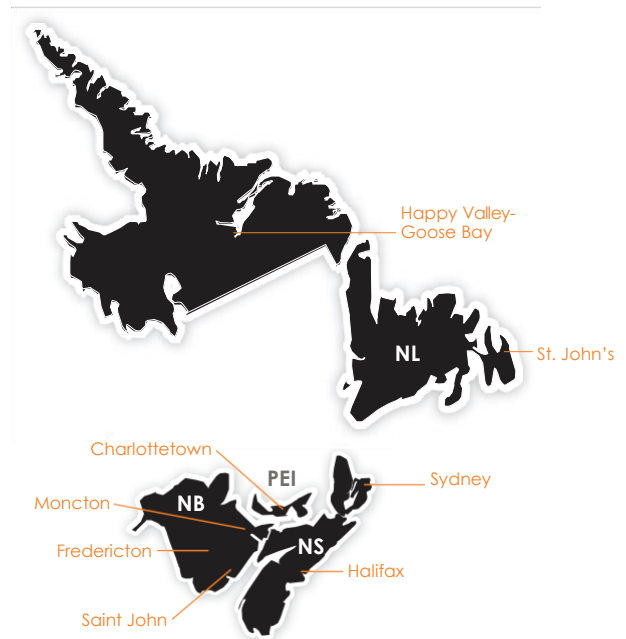 Happy Valley-
Goose Bay
NL
St. John’s
Charlottetown
PEI
Sydney
NB
Moncton
NS
Fredericton
Halifax
Saint John